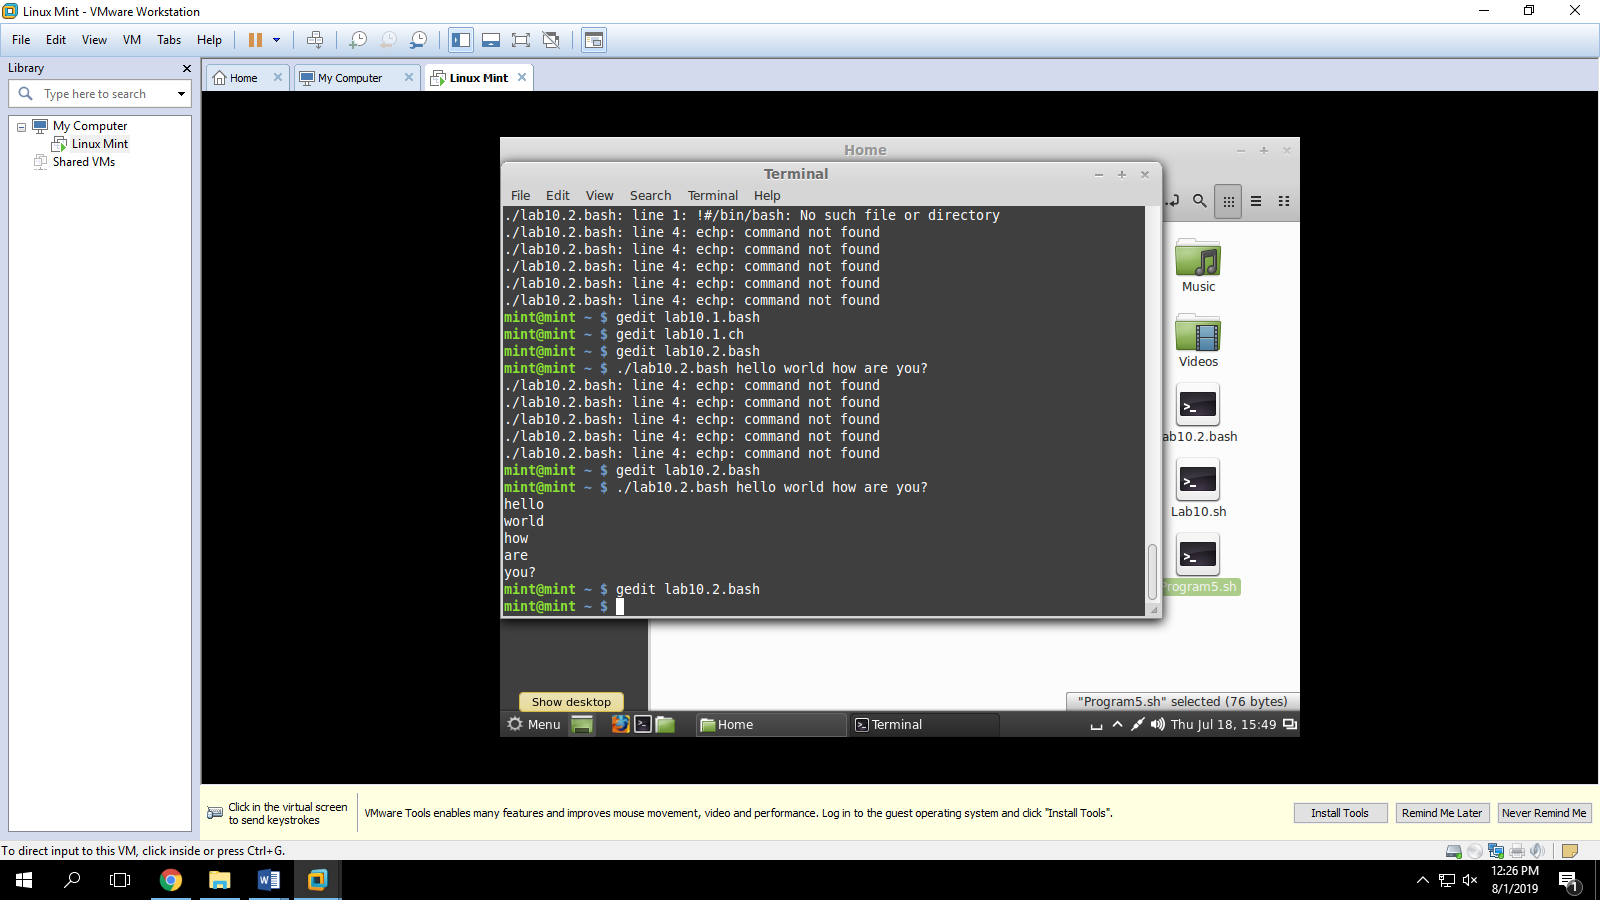 Linux Mint - VMware Workstation
File Edit View VM Tabs Help
Library
Type here to search
My Computer
Linux Mint
Shared VMs
Home My Computer Linux Mint
Home
Terminal
File Edit View Search Terminal Help
./lab10.2.bash: line 1: !#/bin/bash: No such file or directory
./lab10.2.bash: line 4: echp: command not found
./lab10.2.bash: line 4: echp: command not found
./lab10.2.bash: line 4: echp: command not found
./lab10.2.bash: line 4: echp: command not found
./lab10.2.bash: line 4: echp: command not found
mint@mint ~ $ gedit lab10.1.bash
mint@mint ~ $ gedit lab10.1.ch
mint@mint ~ $ gedit lab10.2.bash
mint@mint ~ $ ./lab10.2.bash hello world how are you?
./lab10.2.bash: line 4: echp: command not found
./lab10.2.bash: line 4: echp: command not found
./lab10.2.bash: line 4: echp: command not found
./lab10.2.bash: line 4: echp: command not found
./lab10.2.bash: line 4: echp: command not found
mint@mint ~ $ gedit lab10.2.bash
mint@mint ~ $ ./lab10.2.bash hello world how are you?
hello
world
how
are
you?
mint@mint ~ $ gedit lab10.2.bash
mint@mint ~ $
Music
Videos
ab10.2.bash
Lab10.sh
Program5.sh
Show desktop
"Program5.sh" selected (76 bytes)
Menu Home Terminal Thu Jul 18, 15:49
Click in the virtual screen
to send keystrokes
VMware Tools enables many features and improves mouse movement, video and performance. Log in to the guest operating system and click "Install Tools".
Install Tools Remind Me Later Never Remind Me
To direct input to this VM, click inside or press Ctrl+G.
12:26 PM
8/1/2019
1